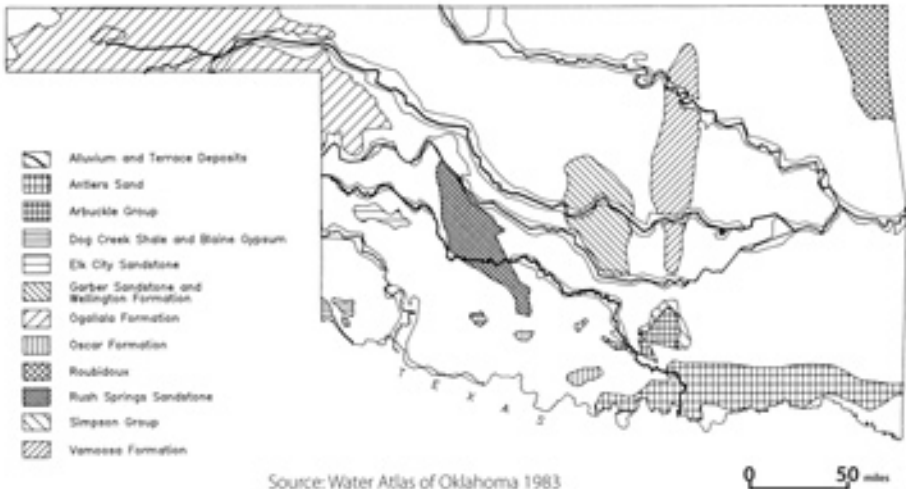 Alluvium and Terrace Deposits
Antlers Sand
Arbuckle Group
Dog Creek Shale and Blaine Gypsum
Elk City Sandstone
Garber Sandstone and
Wellington Formation
Ogallala Formation
Oscar Formation
Roubidoux
Rush Springs Sandstone
Simpson Group
Vamoosa Formation
TEXAS
Source: Water Atlas of Oklahoma 1983
0 50 miles